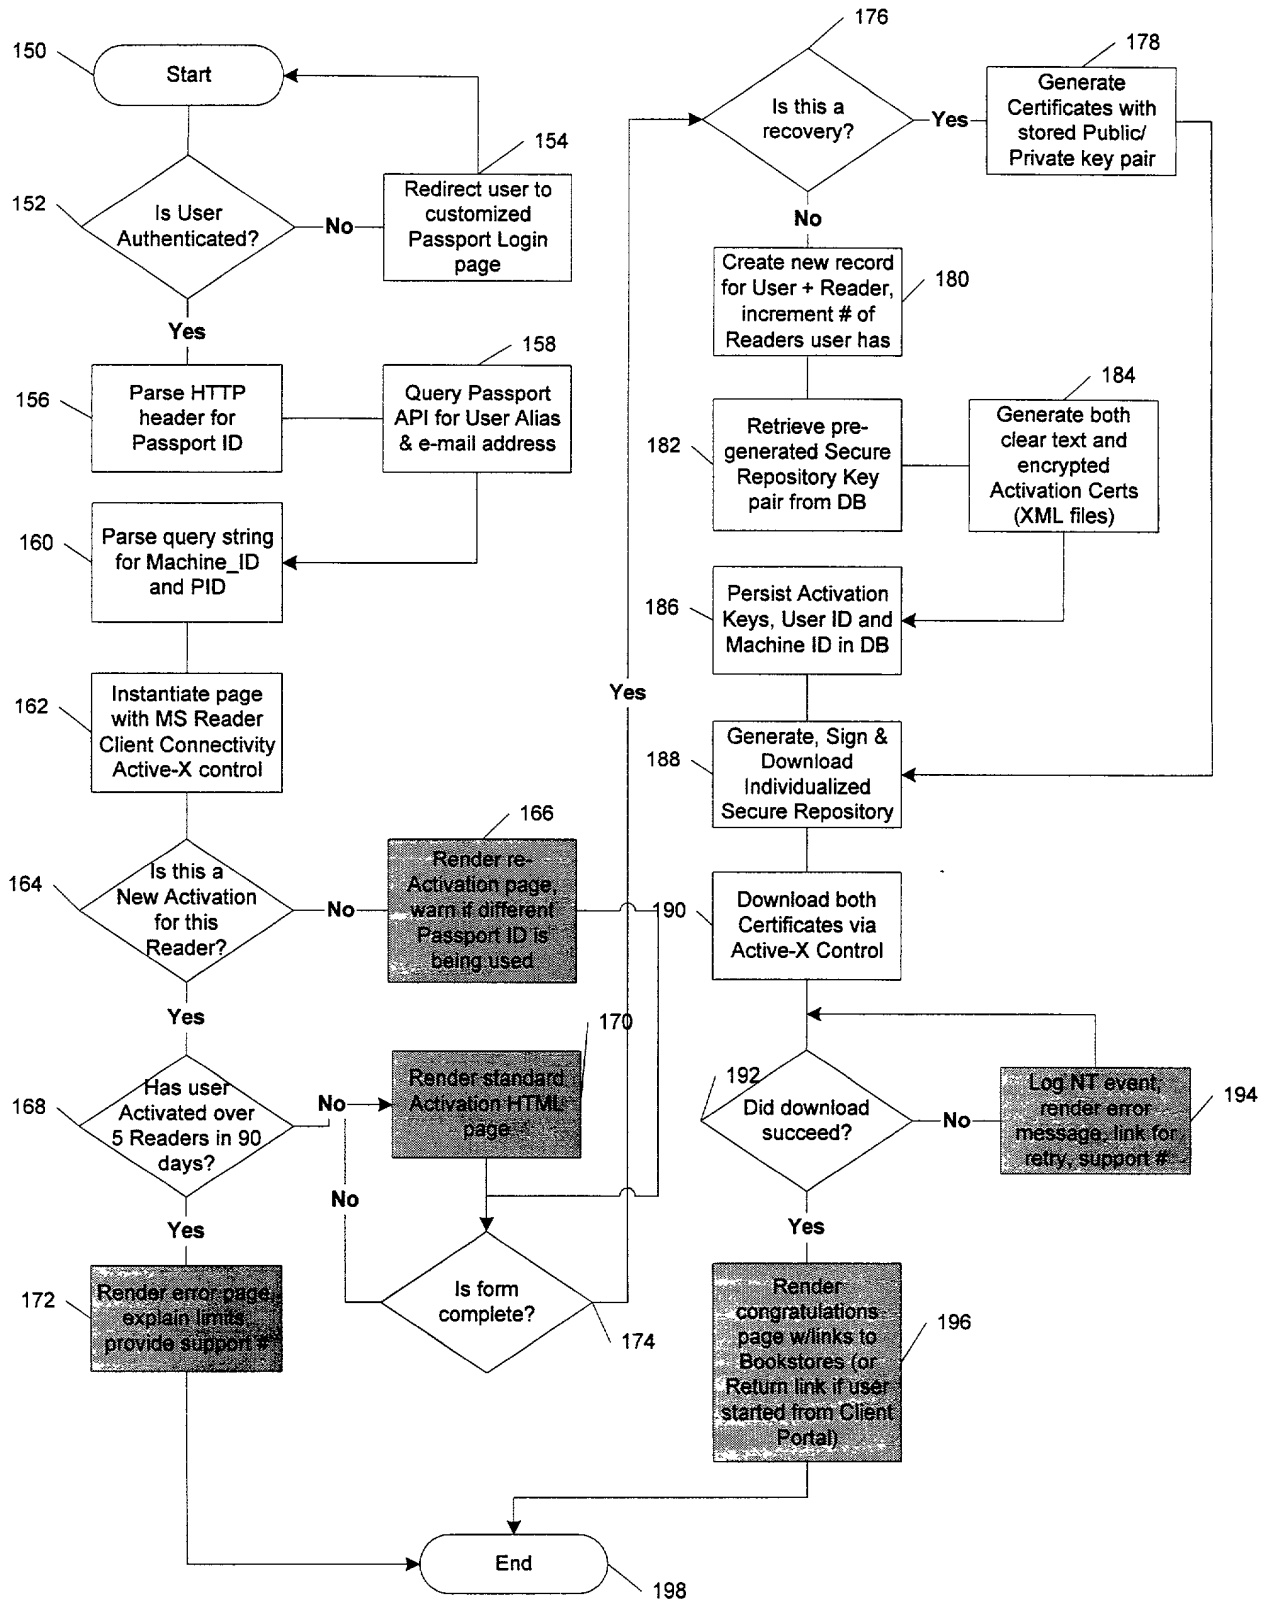 150
Start
152
Is User
Authenticated?
No
154
Redirect user to
customized
Passport Login
page
Yes
156
Parse HTTP
header for
Passport ID
158
Query Passport
API for User Alias
& e-mail address
160
Parse query string
for Machine_ID
and PID
162
Instantiate page
with MS Reader
Client Connectivity
Active-X control
164
Is this a
New Activation
for this
Reader?
No
166
Render re-
Activation page,
warn if different
Passport ID is
being used
Yes
168
Has user
Activated over
5 Readers in 90
days?
No
170
Render standard
Activation HTML
page
No
Yes
172
Render error page,
explain limits,
provide support #
Is form
complete?
174
Yes
176
Is this a
recovery?
Yes
178
Generate
Certificates with
stored Public/
Private key pair
No
180
Create new record
for User + Reader,
increment # of
Readers user has
182
Retrieve pre-
generated Secure
Repository Key
pair from DB
184
Generate both
clear text and
encrypted
Activation Certs
(XML files)
186
Persist Activation
Keys, User ID and
Machine ID in DB
188
Generate, Sign &
Download
Individualized
Secure Repository
190
Download both
Certificates via
Active-X Control
192
Did download
succeed?
No
194
Log NT event,
render error
message, link for
retry, support #
Yes
196
Render
congratulations
page w/links to
Bookstores (or
Return link if user
started from Client
Portal)
End
198